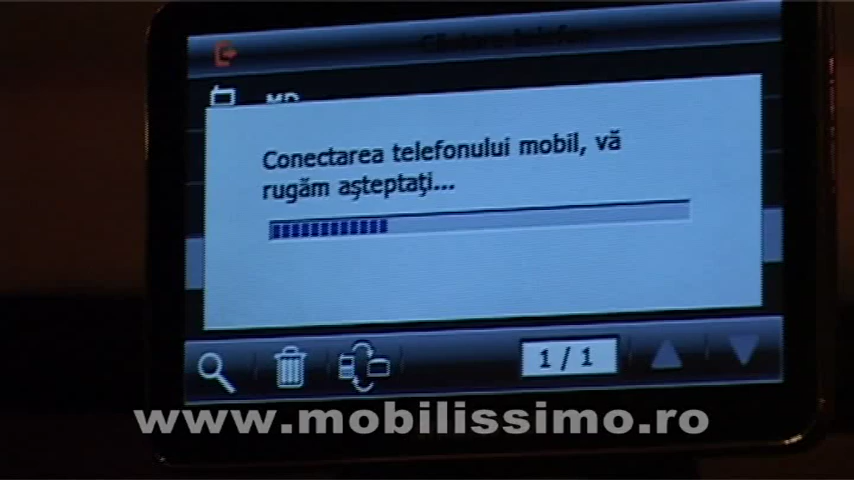 Conectarea telefonului mobil, vă
rugăm aşteptaţi...
1 / 1
www.mobilissimo.ro